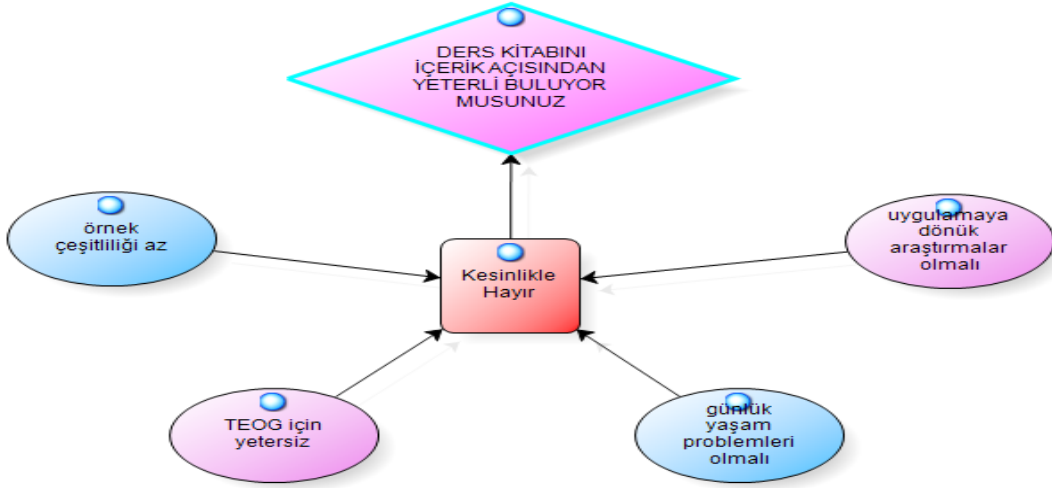 DERS KİTABINI
İÇERİK AÇISINDAN
YETERLİ BULUYOR
MUSUNUZ
örnek
çeşitliliği az
uygulamaya
dönük
araştırmalar
olmalı
Kesinlikle
Hayır
TEOG için
yetersiz
günlük
yaşam
problemleri
olmalı